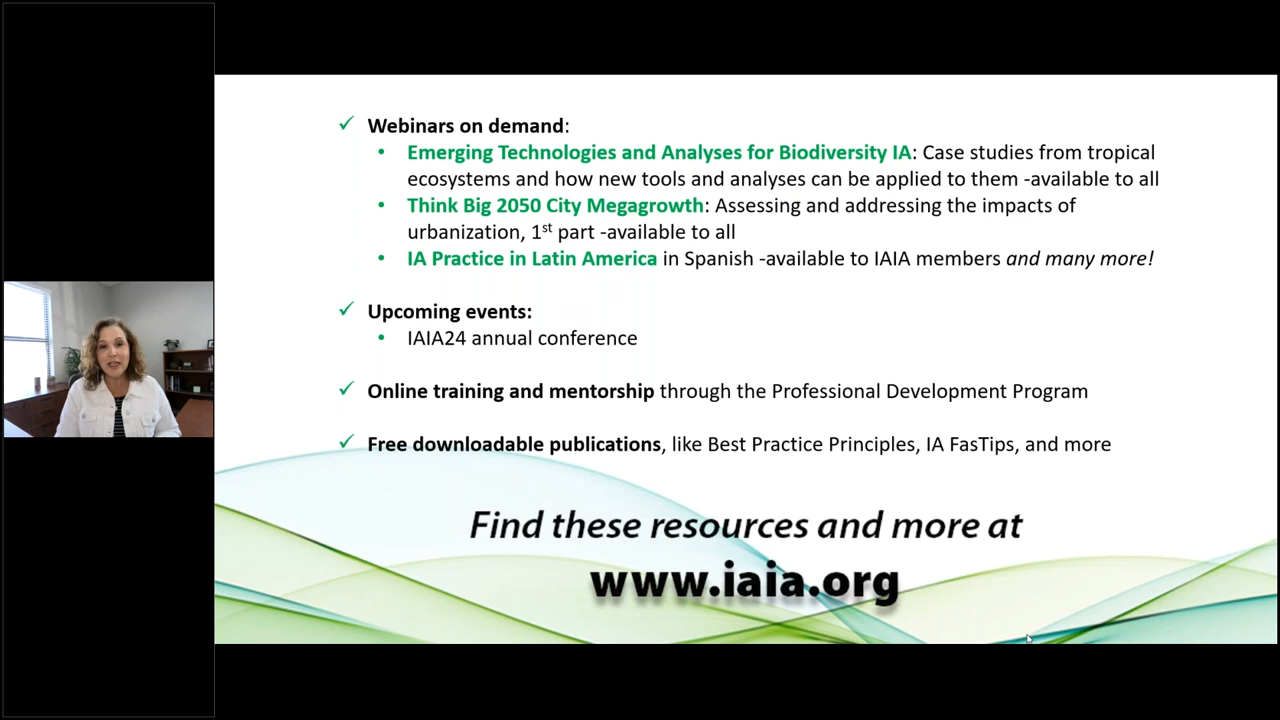 ✓ Webinars on demand:
• Emerging Technologies and Analyses for Biodiversity IA: Case studies from tropical
ecosystems and how new tools and analyses can be applied to them -available to all
• Think Big 2050 City Megagrowth: Assessing and addressing the impacts of
urbanization, 1st part -available to all
• IA Practice in Latin America in Spanish -available to IAIA members and many more!
✓ Upcoming events:
• IAIA24 annual conference
✓ Online training and mentorship through the Professional Development Program
✓ Free downloadable publications, like Best Practice Principles, IA FasTips, and more
Find these resources and more at
www.iaia.org